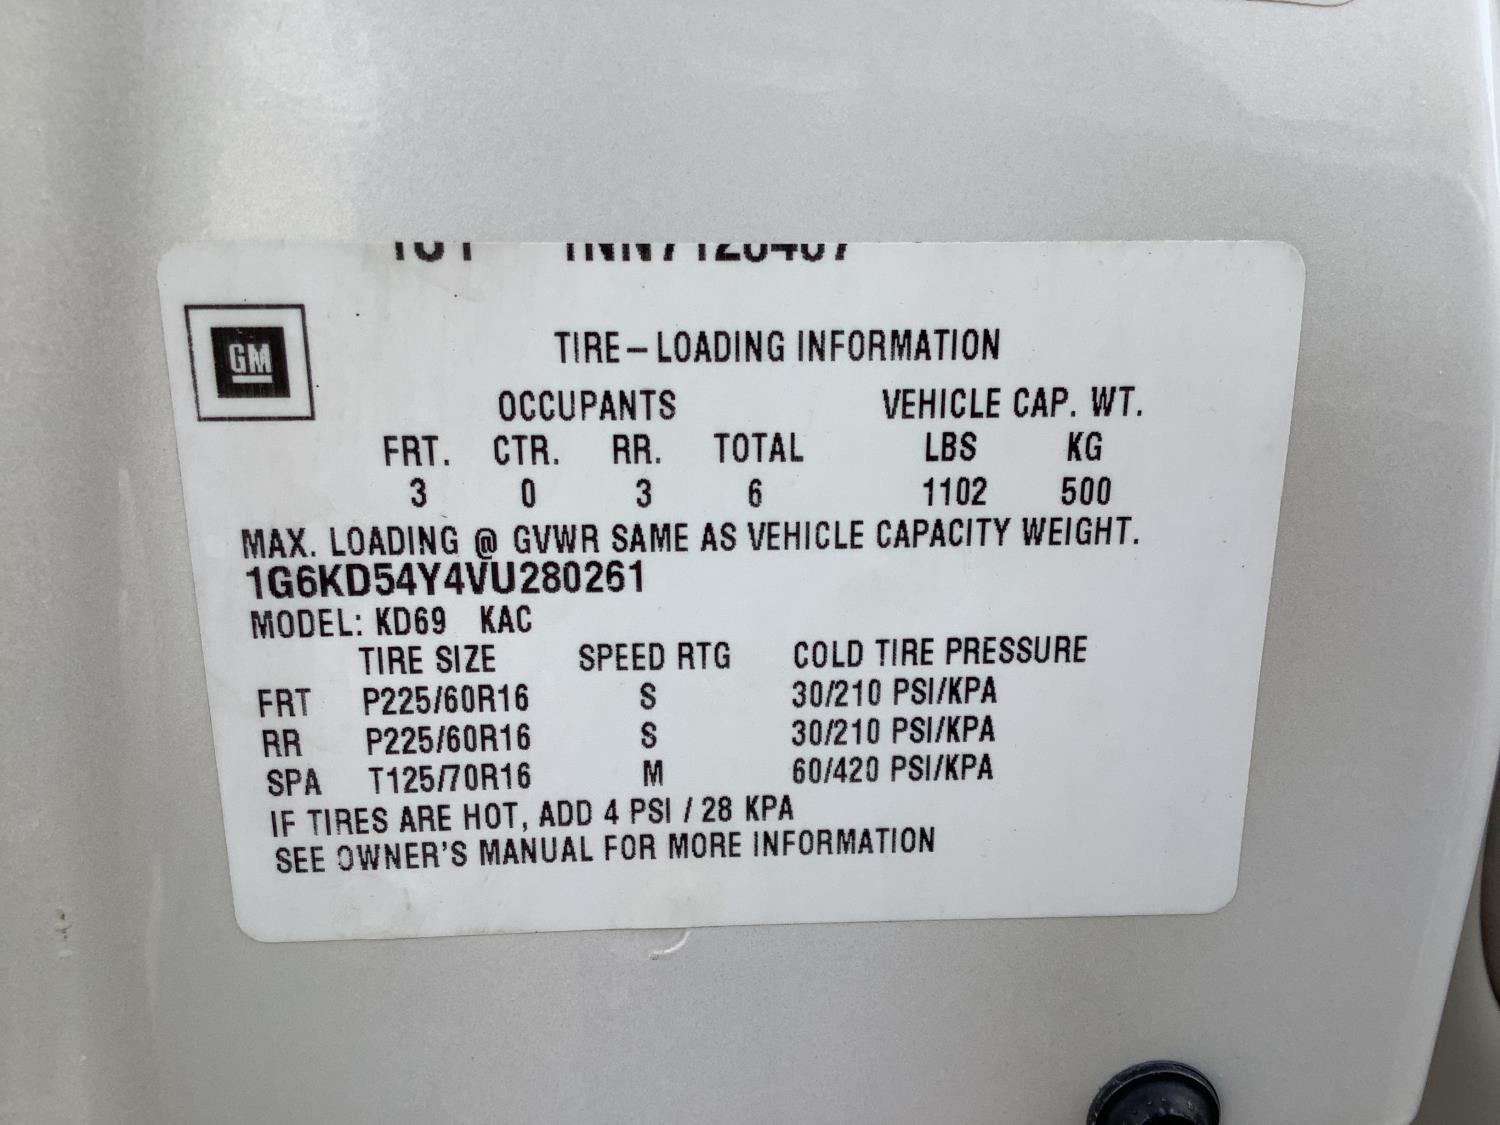 GM
TIRE-LOADING INFORMATION
OCCUPANTS VEHICLE CAP. WT.
FRT. CTR. RR. TOTAL LBS KG
3 0 3 6 1102 500
MAX. LOADING @ GVWR SAME AS VEHICLE CAPACITY WEIGHT.
1G6KD54Y4VU280261
MODEL: KD69 KAC
TIRE SIZE SPEED RTG COLD TIRE PRESSURE
FRT P225/60R16 S 30/210 PSI/KPA
RR P225/60R16 S 30/210 PSI/KPA
SPA T125/70R16 M 60/420 PSI/KPA
IF TIRES ARE HOT, ADD 4 PSI / 28 KPA
SEE OWNER'S MANUAL FOR MORE INFORMATION